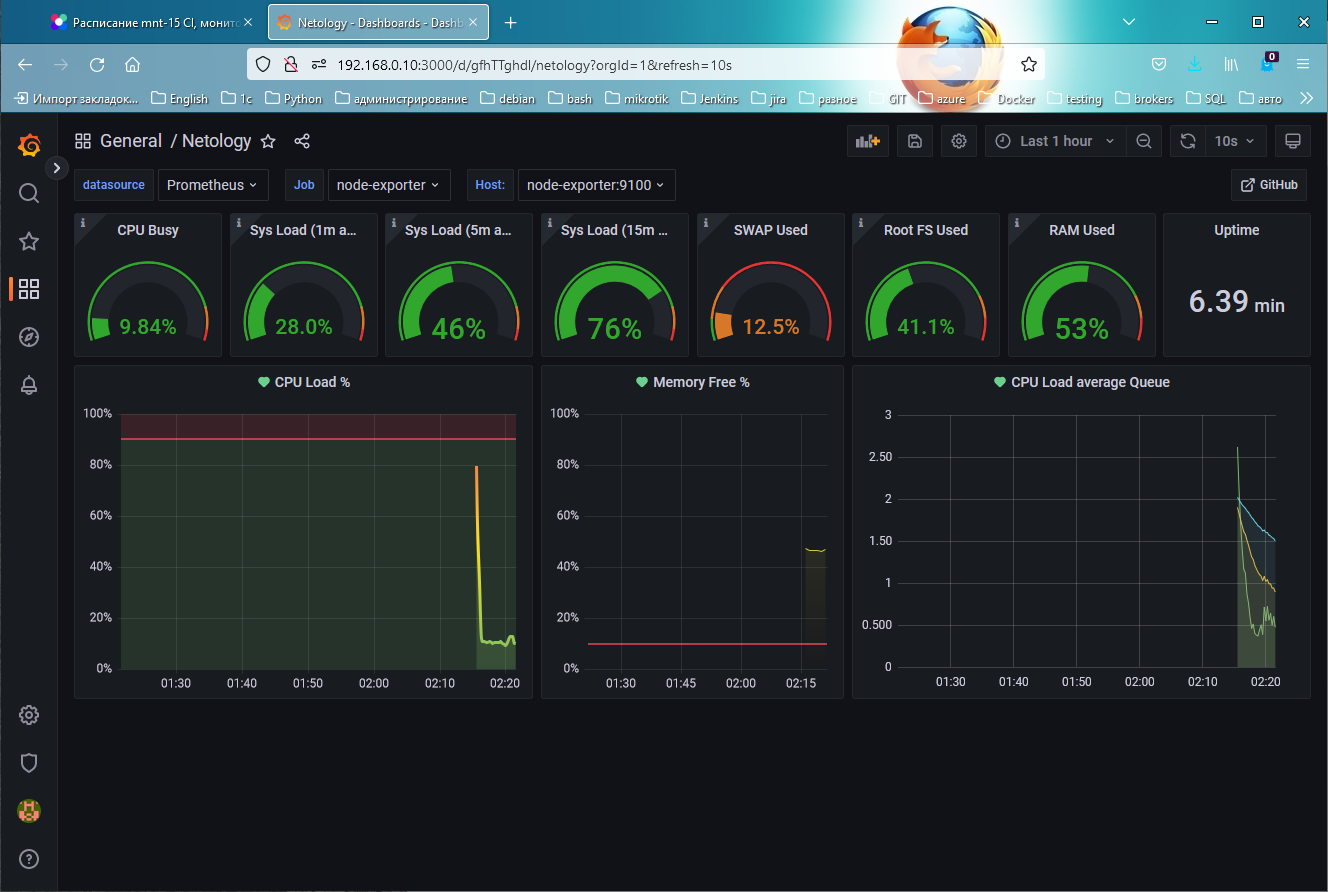 Расписание mnt-15 CI, монито
Netology - Dashboards - Dashb
192.168.0.10:3000/d/gfhTTghdl/netology?orgId=1&refresh=10s
0
Импорт закладок...
English
1c
Python
администрирование
debian
bash
mikrotik
Jenkins
jira
разное
GIT
azure
Docker
testing
brokers
SQL
авто
General / Netology
Last 1 hour
10s
datasource
Prometheus
Job
node-exporter
Host:
node-exporter:9100
GitHub
CPU Busy
9.84%
Sys Load (1m a...
28.0%
Sys Load (5m a...
46%
Sys Load (15m ...
76%
SWAP Used
12.5%
Root FS Used
41.1%
RAM Used
53%
Uptime
6.39 min
CPU Load %
100%
80%
60%
40%
20%
0%
01:30
01:40
01:50
02:00
02:10
02:20
Memory Free %
100%
80%
60%
40%
20%
0%
01:30
01:45
02:00
02:15
CPU Load average Queue
3
2.50
2
1.50
1
0.500
0
01:30
01:40
01:50
02:00
02:10
02:20